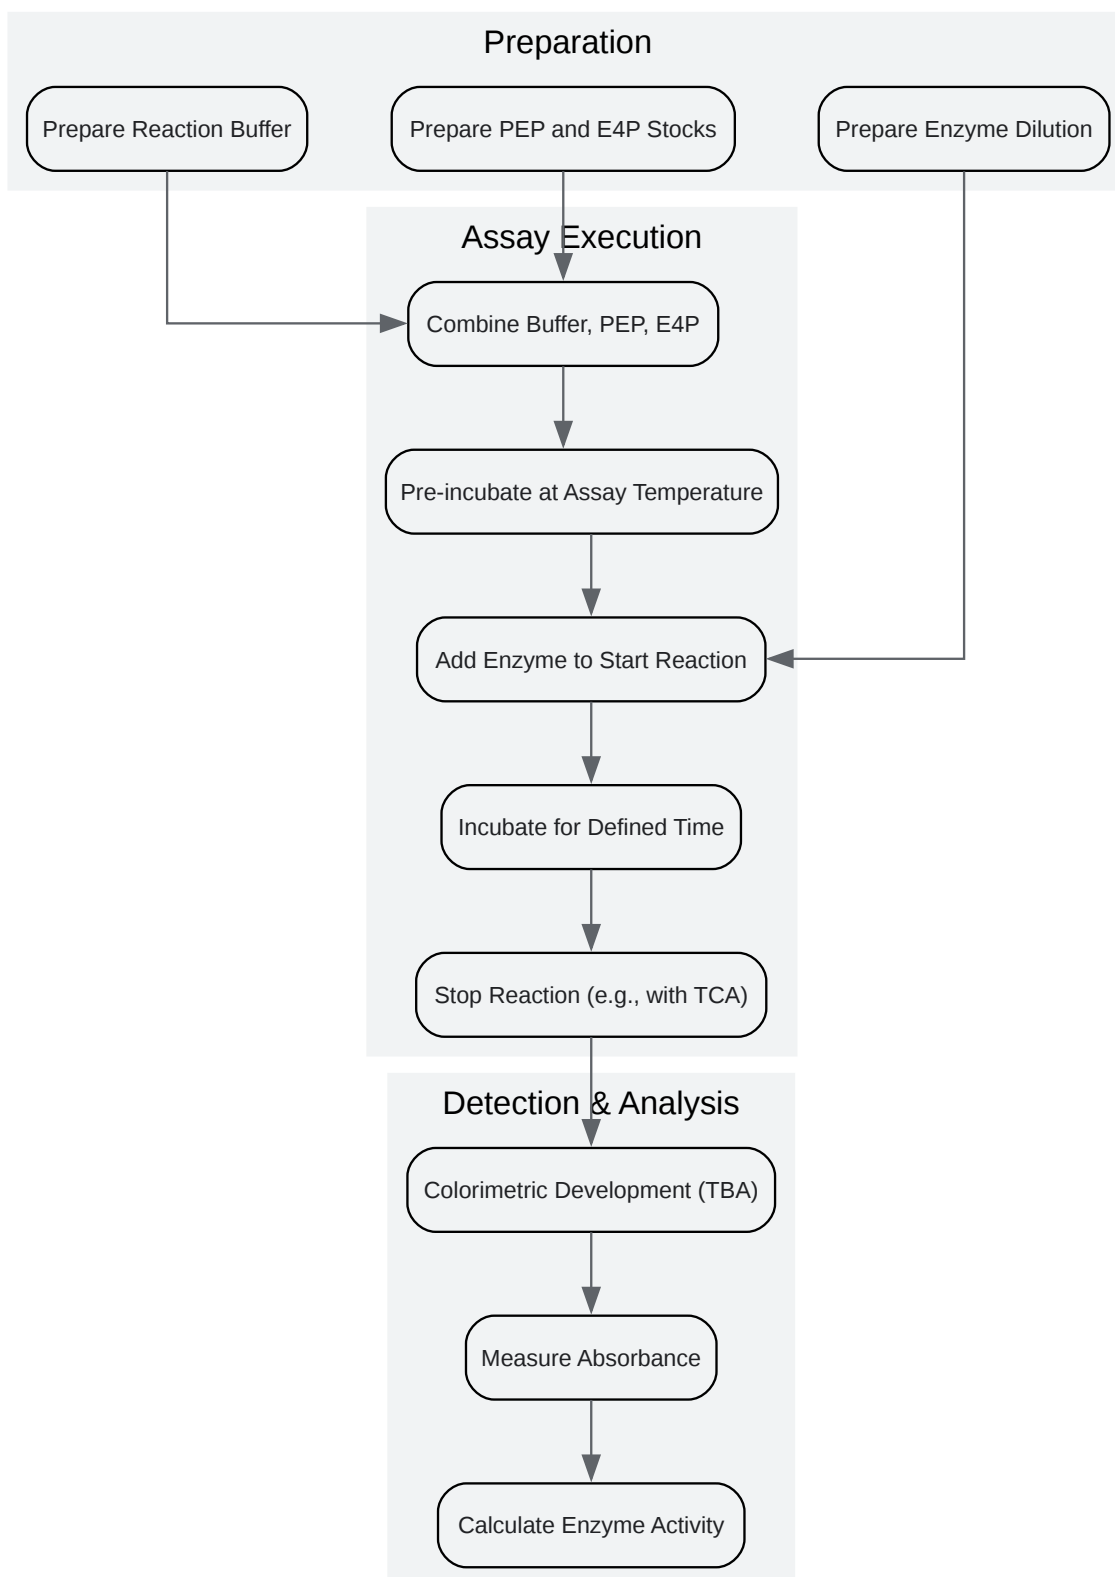 Preparation
Prepare Reaction Buffer
Prepare PEP and E4P Stocks
Prepare Enzyme Dilution
Assay Execution
Combine Buffer, PEP, E4P
Pre-incubate at Assay Temperature
Add Enzyme to Start Reaction
Incubate for Defined Time
Stop Reaction (e.g., with TCA)
Detection & Analysis
Colorimetric Development (TBA)
Measure Absorbance
Calculate Enzyme Activity